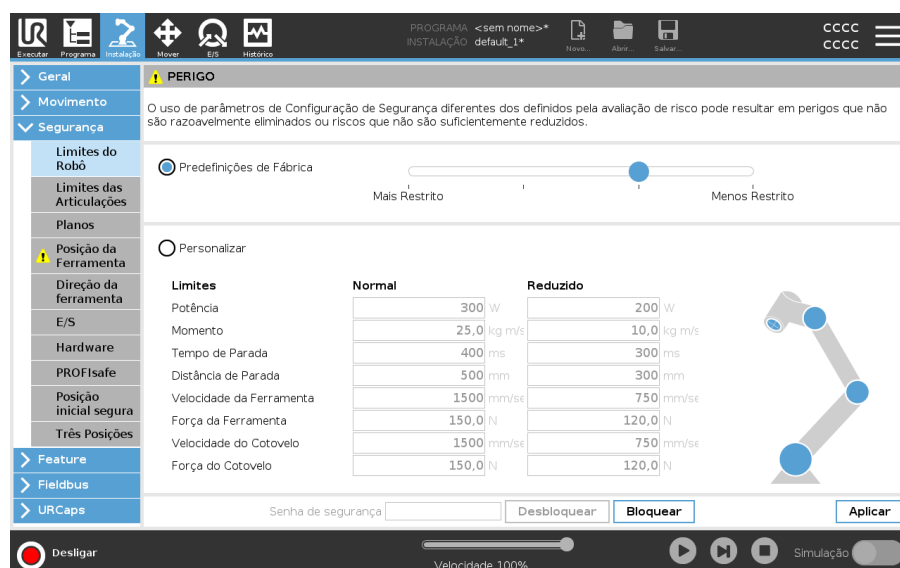 UR
Executar
Programa
Instalação
Mover
E/S
Histórico
PROGRAMA <sem nome>*
INSTALAÇÃO default_1*
Novo...
Abrir...
Salvar...
CCCC
CCCC
Geral
Movimento
Segurança
Limites do
Robô
Limites das
Articulações
Planos
Posição da
Ferramenta
Direção da
ferramenta
E/S
Hardware
PROFIsafe
Posição
inicial segura
Três Posições
Feature
Fieldbus
URCaps
PERIGO
O uso de parâmetros de Configuração de Segurança diferentes dos definidos pela avaliação de risco pode resultar em perigos que não
são razoavelmente eliminados ou riscos que não são suficientemente reduzidos.
Predefinições de Fábrica
Mais Restrito Menos Restrito
Personalizar
Limites Normal Reduzido
Potência 300 W 200 W
Momento 25,0 kg m/s 10,0 kg m/s
Tempo de Parada 400 ms 300 ms
Distância de Parada 500 mm 300 mm
Velocidade da Ferramenta 1500 mm/se 750 mm/se
Força da Ferramenta 150,0 N 120,0 N
Velocidade do Cotovelo 1500 mm/se 750 mm/se
Força do Cotovelo 150,0 N 120,0 N
Senha de segurança Desbloquear Bloquear Aplicar
Desligar
Velocidade 100%
Simulação